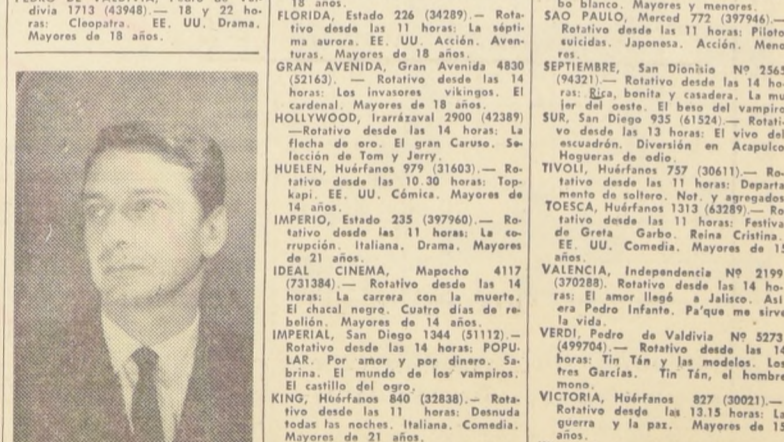 divia 1713 (43948).— 18 y 22 ho-
ras: Cleopatra. EE. UU. Drama.
Mayores de 18 años.
18 años.
FLORIDA, Estado 226 (34289).— Rota-
tivo desde las 11 horas: La sépti-
ma aurora. EE. UU. Acción. Aven-
turas. Mayores de 18 años.
GRAN AVENIDA, Gran Avenida 4830
(52163). — Rotativo desde las 14
horas: Los invasores vikingos. El
cardenal. Mayores de 18 años.
HOLLYWOOD, Irarrázaval 2900 (42389)
—Rotativo desde las 14 horas: La
flecha de oro. El gran Caruso. Se-
lección de Tom y Jerry.
HUELEN, Huérfanos 979 (31603).— Ro-
tativo desde las 10.30 horas: Top-
kapi. EE. UU. Cómica. Mayores de
14 años.
IMPERIO, Estado 235 (397960).— Ro-
tativo desde las 11 horas: La co-
rrupción. Italiana. Drama. Mayores
de 21 años.
IDEAL CINEMA, Mapocho 4117
(731384). — Rotativo desde las 14
horas: La carrera con la muerte.
El chacal negro. Cuatro días de re-
belión. Mayores de 14 años.
IMPERIAL, San Diego 1344 (51112).—
Rotativo desde las 14 horas: POPU-
LAR. Por amor y por dinero. Sa-
brina. El mundo de los vampiros.
El castillo del ogro.
KING, Huérfanos 840 (32838).— Rota-
tivo desde las 11 horas: Desnuda
todas las noches. Italiana. Comedia.
Mayores de 21 años.
bo blanco. Mayores y menores.
SAO PAULO, Merced 772 (397946).—
Rotativo desde las 11 horas: Piloto
suicidas. Japonesa. Acción. Meno
res.
SEPTIEMBRE, San Dionisio Nº 2565
(94321).— Rotativo desde las 14 ho-
ras: Rica, bonita y casadera. La mu
jer del oeste. El beso del vampiro
SUR, San Diego 935 (61524).— Rotati-
vo desde las 13 horas: El vivo del
escuadrón. Diversión en Acapulco
Hogueras de odio.
TIVOLI, Huérfanos 757 (30611).— Ro-
tativo desde las 11 horas: Departa
mento de soltero. Not. y agregados
TOESCA, Huérfanos 1313 (63289).— Ro-
tativo desde las 11 horas: Festiva
de Greta Garbo. Reina Cristina.
EE. UU. Comedia. Mayores de 15
años.
VALENCIA, Independencia Nº 2199
(370288). Rotativo desde las 14 ho-
ras: El amor llegó a Jalisco. Así
era Pedro Infante. Pa'que me sirve
la vida.
VERDI, Pedro de Valdivia Nº 5273
(499704).— Rotativo desde las 14
horas: Tin Tán y las modelos. Los
tres Garcías. Tin Tán, el hombre
mono.
VICTORIA, Huérfanos 827 (30021).—
Rotativo desde las 13.15 horas: La
guerra y la paz. Mayores de 1
años.